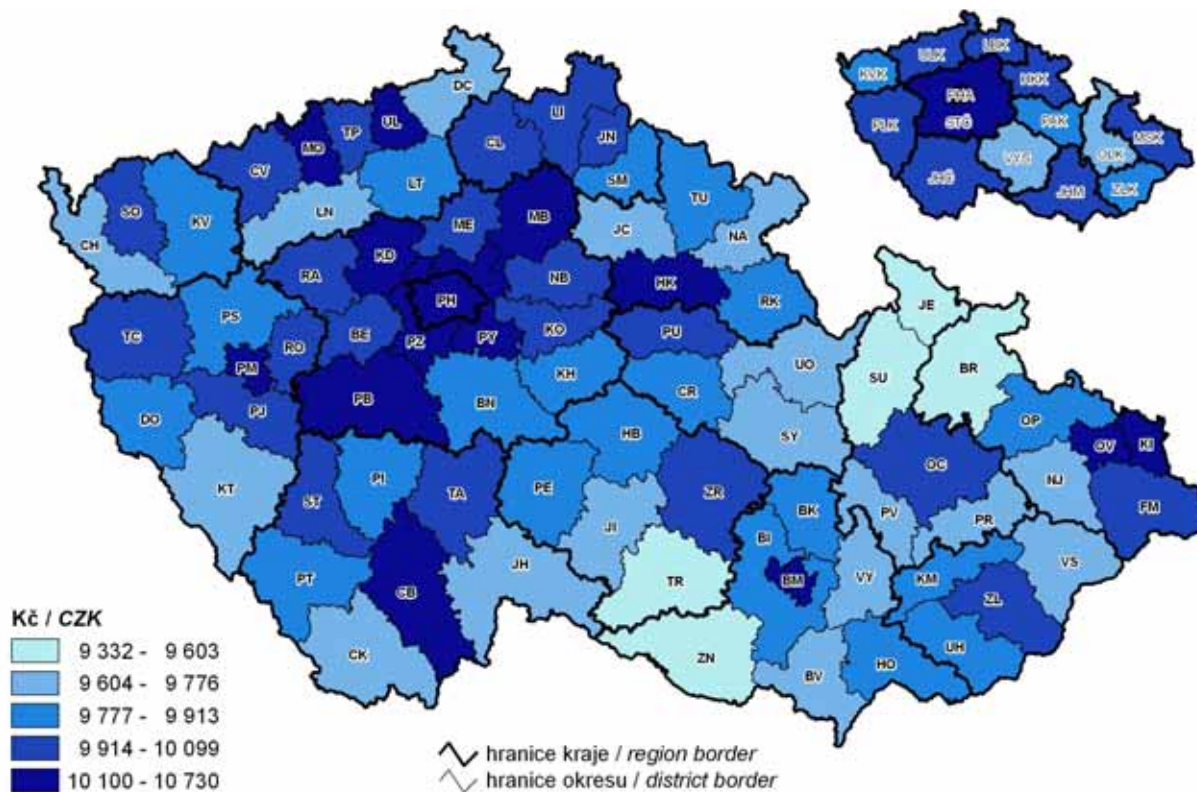 DC
UL
TP
MO
LI
JN
CL
CV
LT
SM
SO
KV
LN
TU
MB
ME
JC
NA
CH
KD
RA
NB
HK
PH
RK
PS
TC
RO
BE
PZ
PY
KO
PU
PM
UO
JE
SU
BR
PB
BN
KH
CR
DO
PJ
HB
SY
OP
OV
KI
KT
ST
PI
TA
PE
ZR
OC
NJ
FM
JI
BK
PV
PR
BI
JH
TR
BM
VY
KM
VS
PT
CB
ZL
CK
ZN
BV
HO
UH
ULK
LBK
KVK
HKK
PHA
STČ
PLK
PAK
MSK
VYS
OLK
JHČ
JHM
ZLK
Kč / CZK
9 332 - 9 603
9 604 - 9 776
9 777 - 9 913
9 914 - 10 099
10 100 - 10 730
hranice kraje / region border
hranice okresu / district border